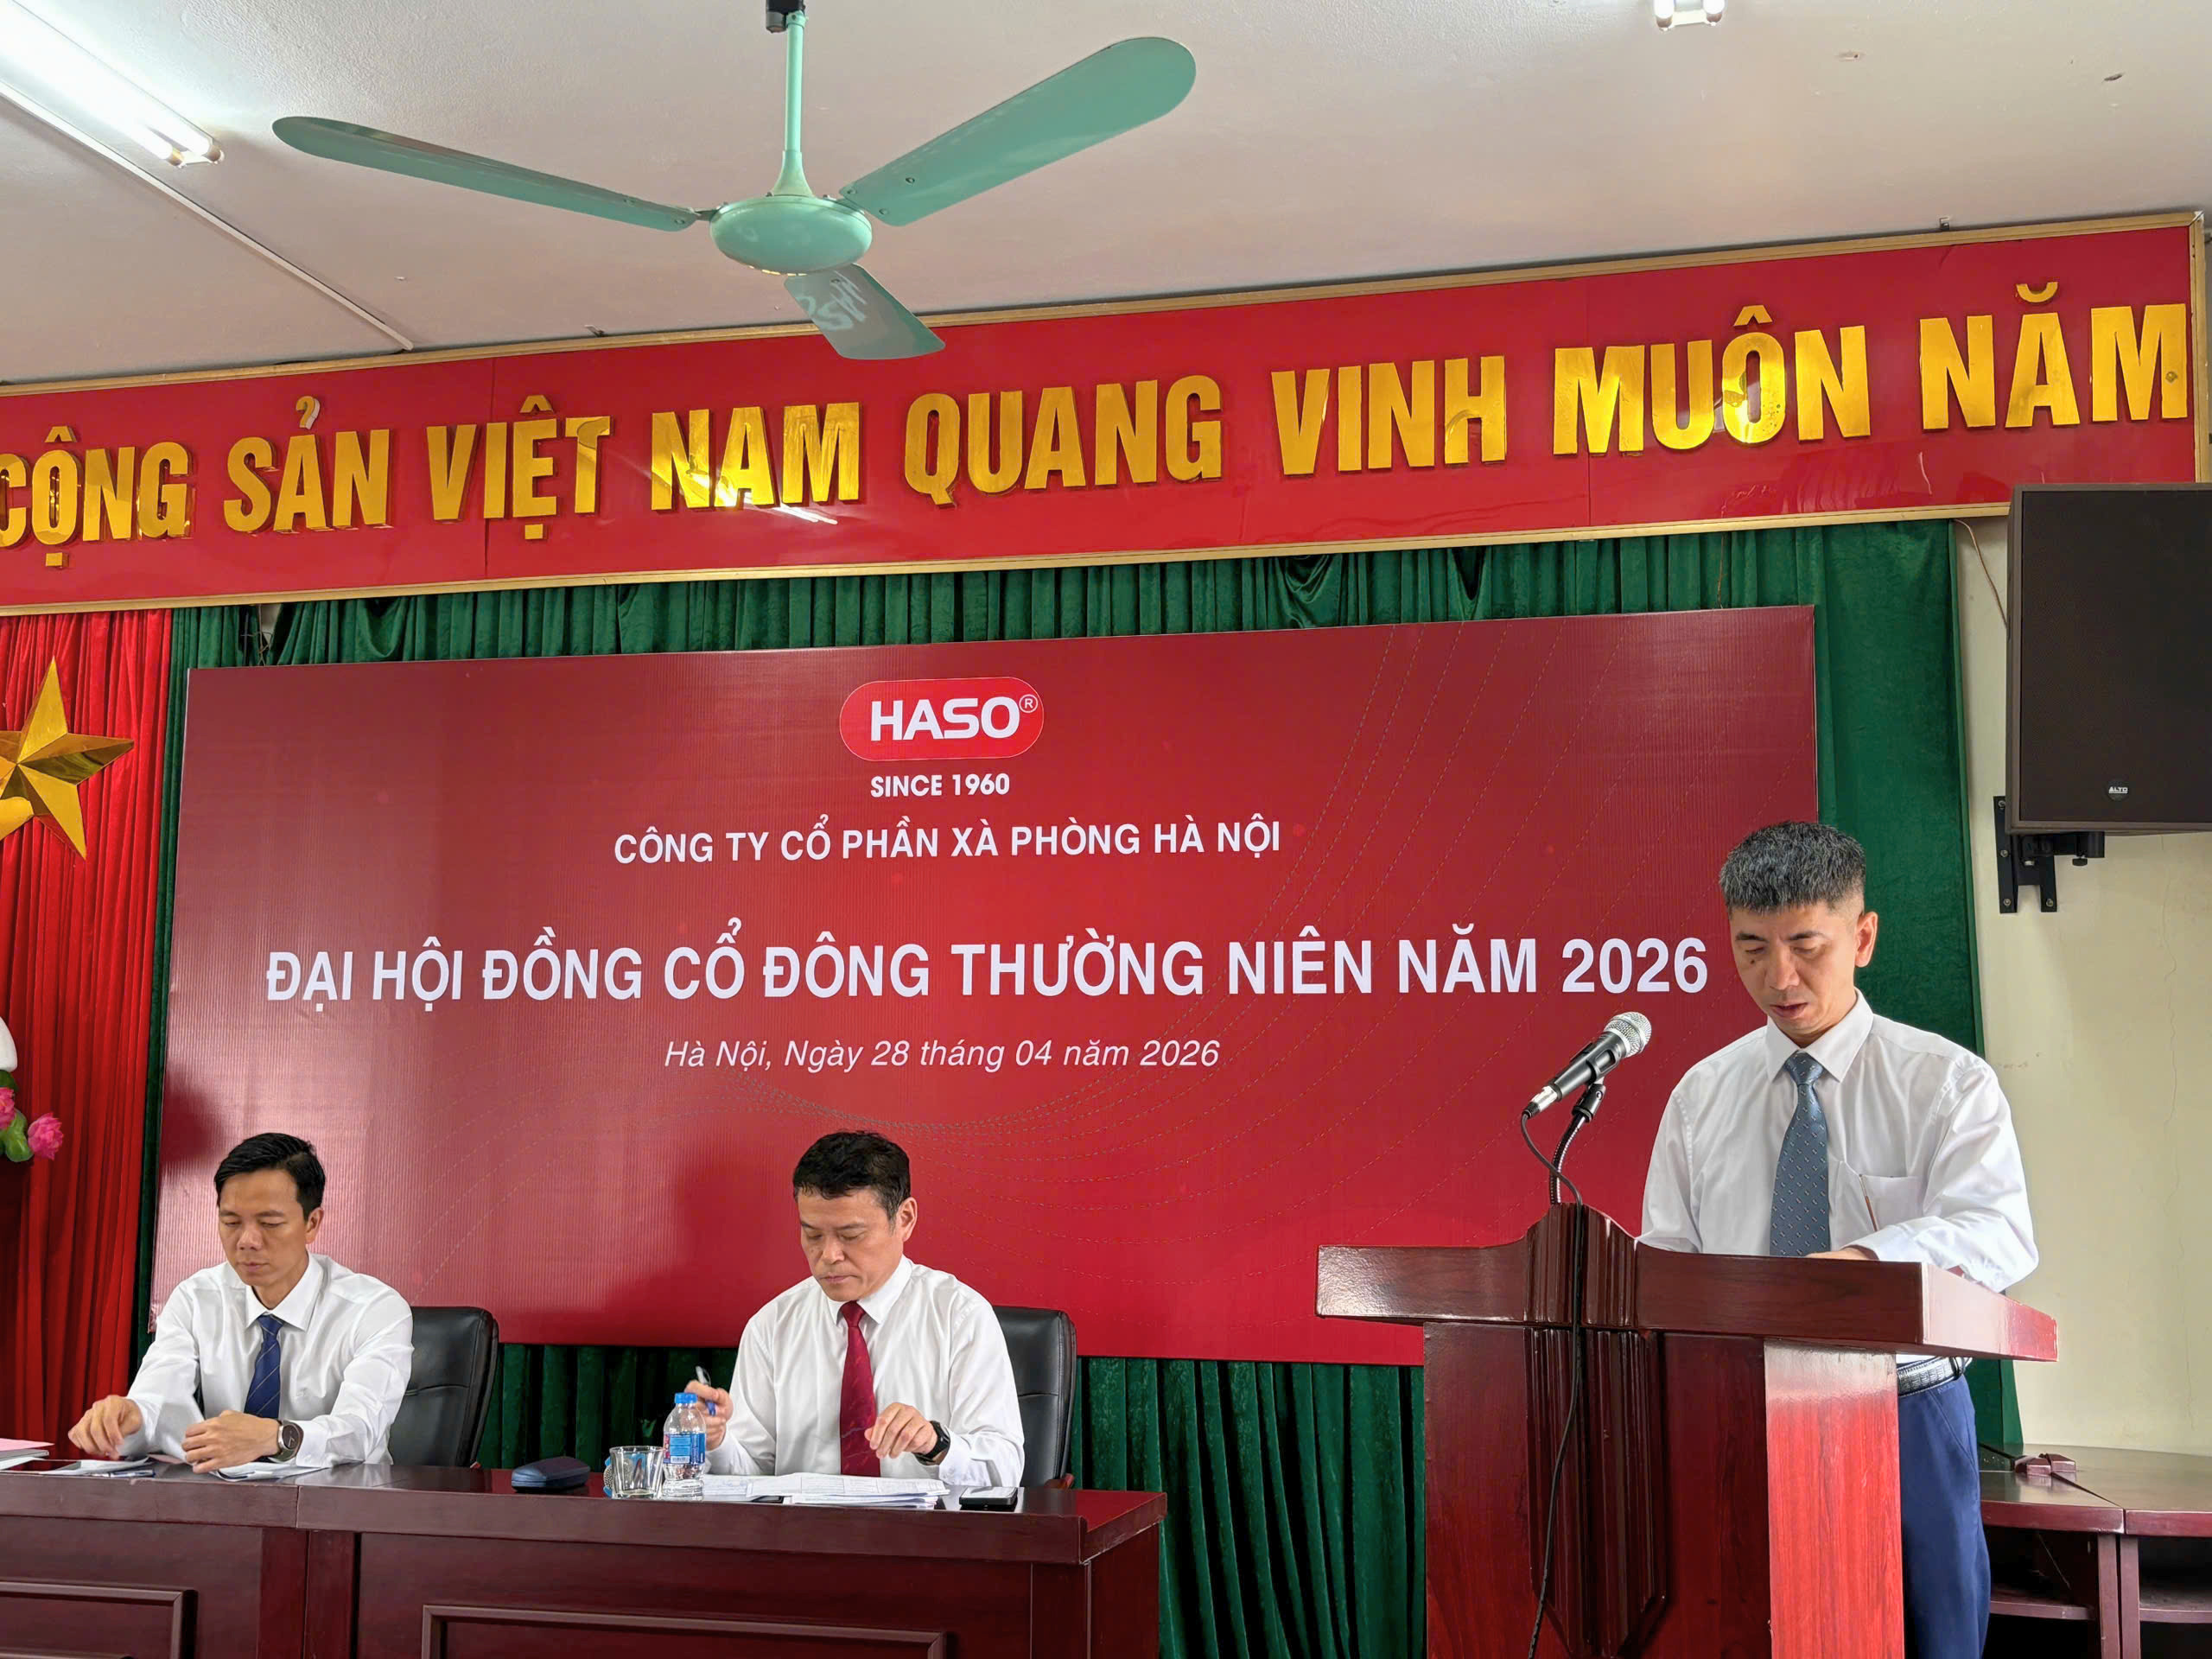 CỘNG SẢN VIỆT NAM QUANG VINH MUÔN NĂM
HASO®
SINCE 1960
CÔNG TY CỔ PHẦN XÀ PHÒNG HÀ NỘI
ĐẠI HỘI ĐỒNG CỔ ĐÔNG THƯỜNG NIÊN NĂM 2026
Hà Nội, Ngày 28 tháng 04 năm 2026
ALTO